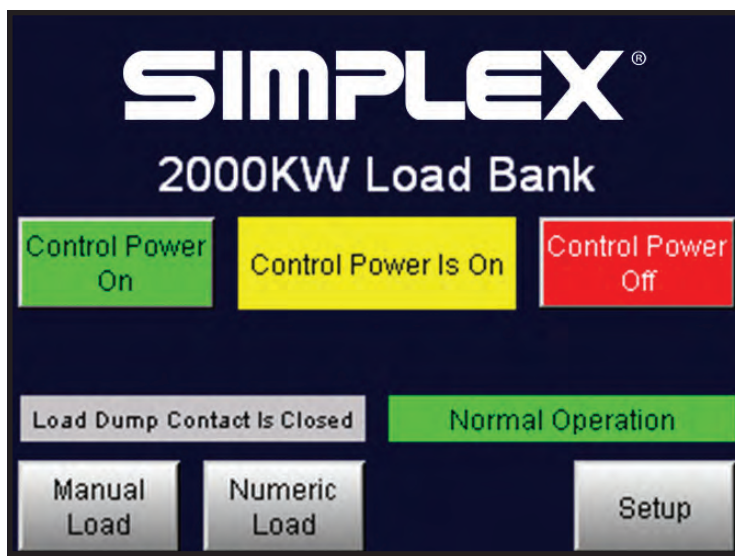 SIMPLEX®
2000KW Load Bank
Control Power
On
Control Power Is On
Control Power
Off
Load Dump Contact Is Closed
Normal Operation
Manual
Load
Numeric
Load
Setup